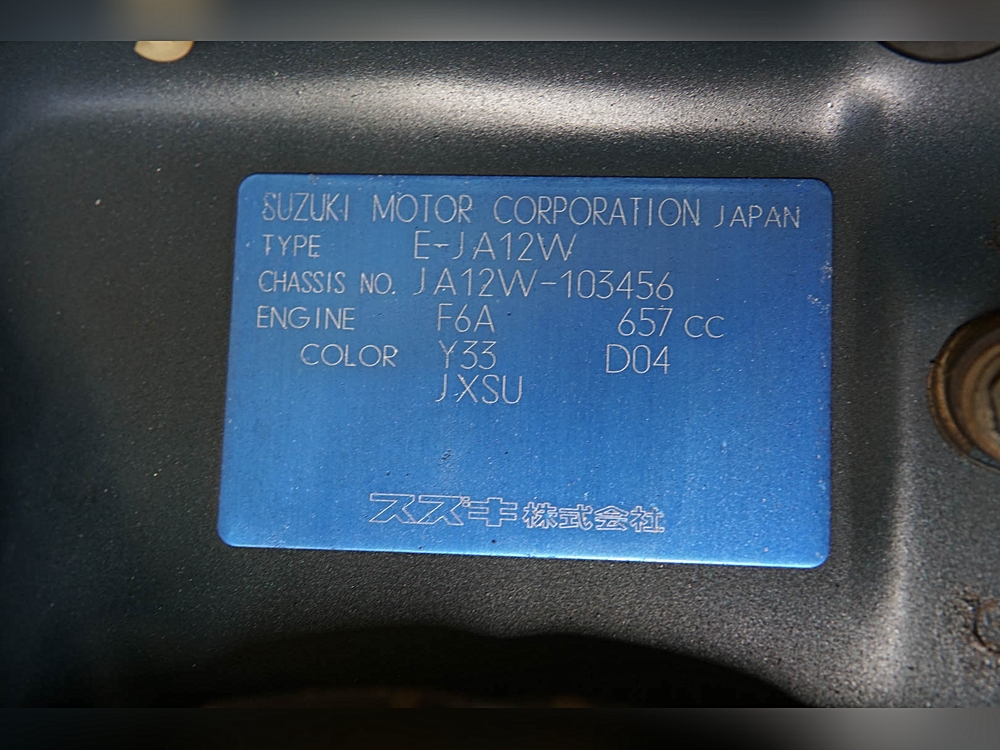 SUZUKI MOTOR CORPORATION JAPAN
TYPE E-JA12W
CHASSIS NO. JA12W-103456
ENGINE F6A 657 CC
COLOR Y33 D04
JXSU
スズキ株式会社